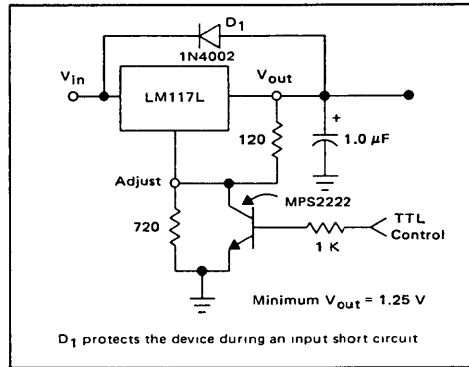 D1
1N4002
Vin
Vout
LM117L
120
+
1.0 µF
Adjust
MPS2222
720
1 K
TTL
Control
Minimum Vout = 1.25 V
D1 protects the device during an input short circuit